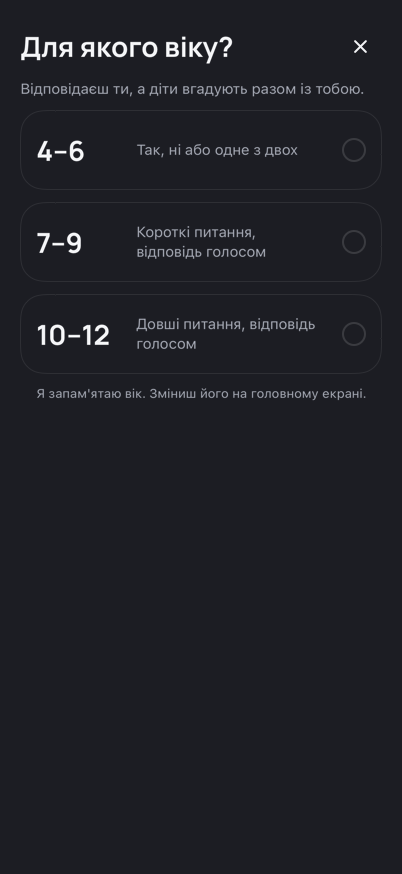 Для якого віку?
Відповідаєш ти, а діти вгадують разом із тобою.
4–6
Так, ні або одне з двох
7–9
Короткі питання,
відповідь голосом
10–12
Довші питання, відповідь
голосом
Я запам'ятаю вік. Зміниш його на головному екрані.